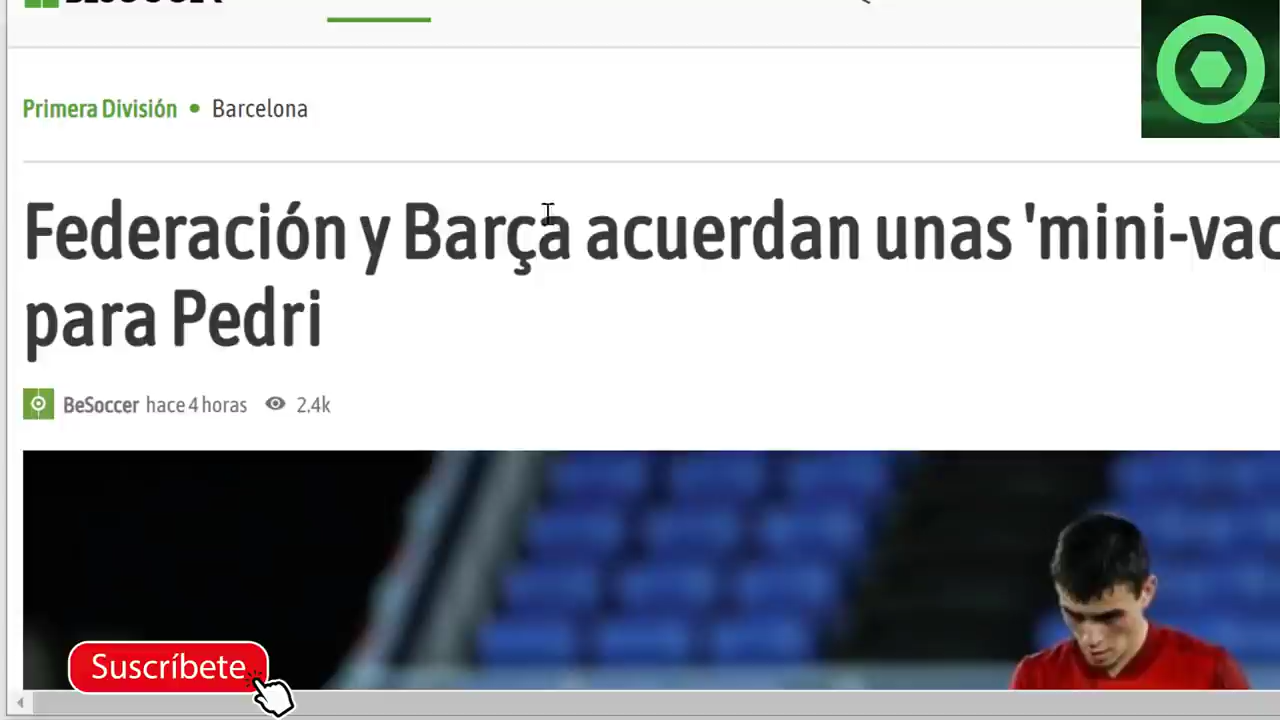 Primera División • Barcelona
Federación y Barça acuerdan unas 'mini-vac
para Pedri
BeSoccer hace 4 horas 2.4k
Suscríbete